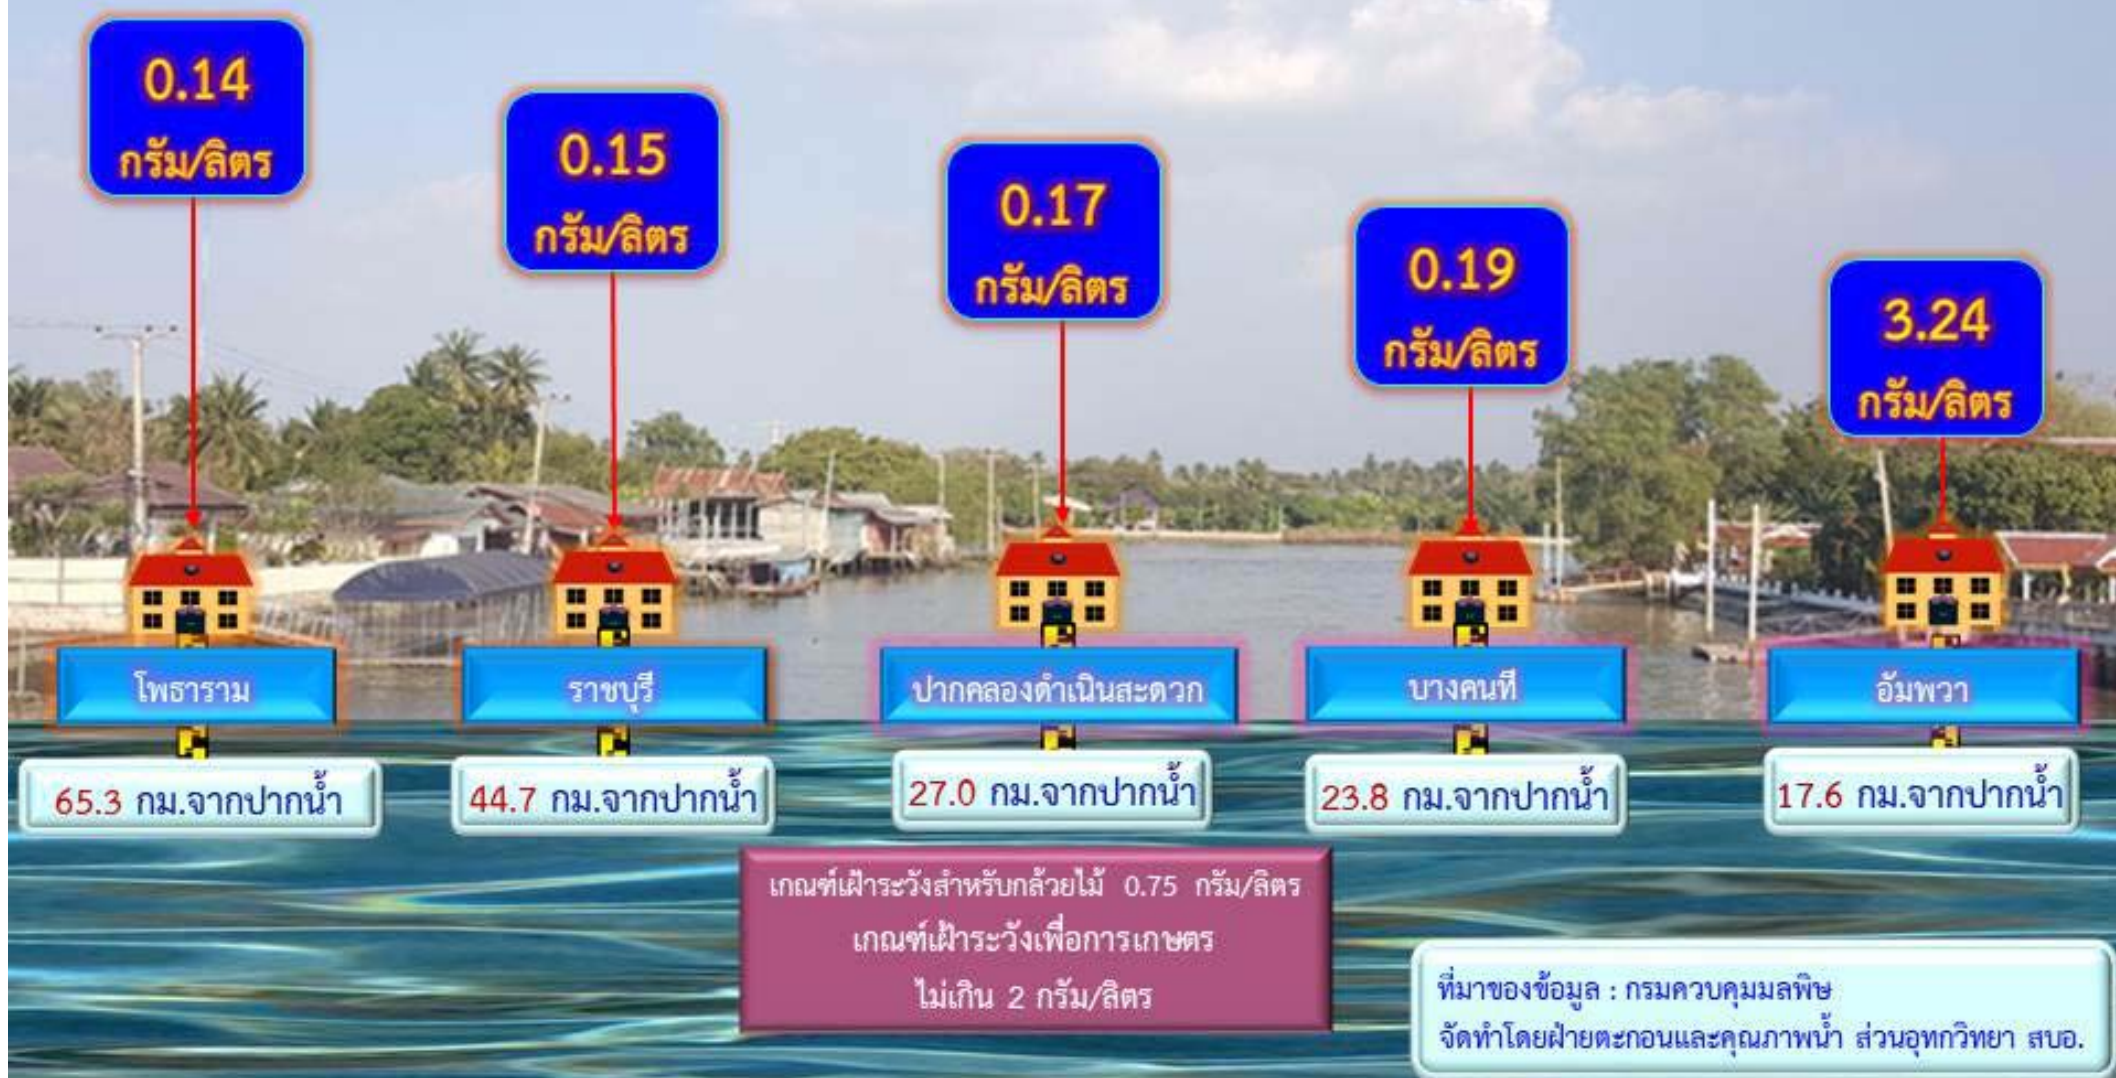 0.14
กรัม/ลิตร
0.15
กรัม/ลิตร
0.17
กรัม/ลิตร
0.19
กรัม/ลิตร
3.24
กรัม/ลิตร
โพธาราม
ราชบุรี
ปากคลองดำเนินสะดวก
บางคนที
อัมพวา
65.3 กม.จากปากน้ำ
44.7 กม.จากปากน้ำ
27.0 กม.จากปากน้ำ
23.8 กม.จากปากน้ำ
17.6 กม.จากปากน้ำ
เกณฑ์เฝ้าระวังสำหรับกล้วยไม้ 0.75 กรัม/ลิตร
เกณฑ์เฝ้าระวังเพื่อการเกษตร
ไม่เกิน 2 กรัม/ลิตร
ที่มาของข้อมูล : กรมควบคุมมลพิษ
จัดทำโดยฝ่ายตะกอนและคุณภาพน้ำ ส่วนอุทกวิทยา สบอ.